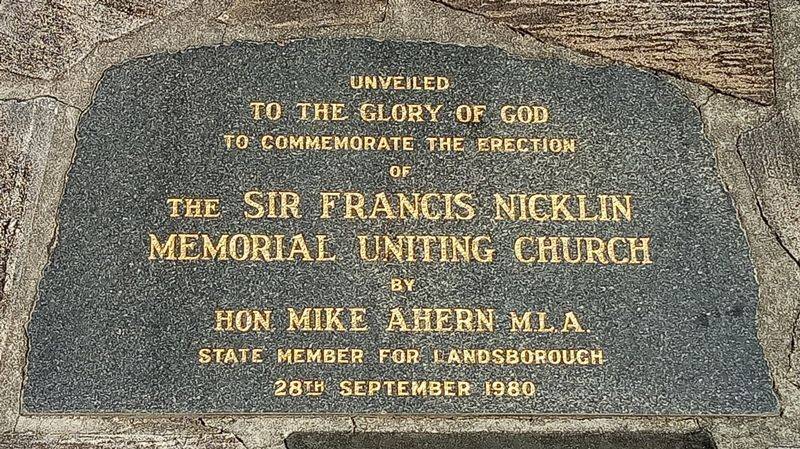 UNVEILED
TO THE GLORY OF GOD
TO COMMEMORATE THE ERECTION
OF
THE SIR FRANCIS NICKLIN
MEMORIAL UNITING CHURCH
BY
HON. MIKE AHERN M.L.A.
STATE MEMBER FOR LANDSBOROUGH
28TH SEPTEMBER 1980